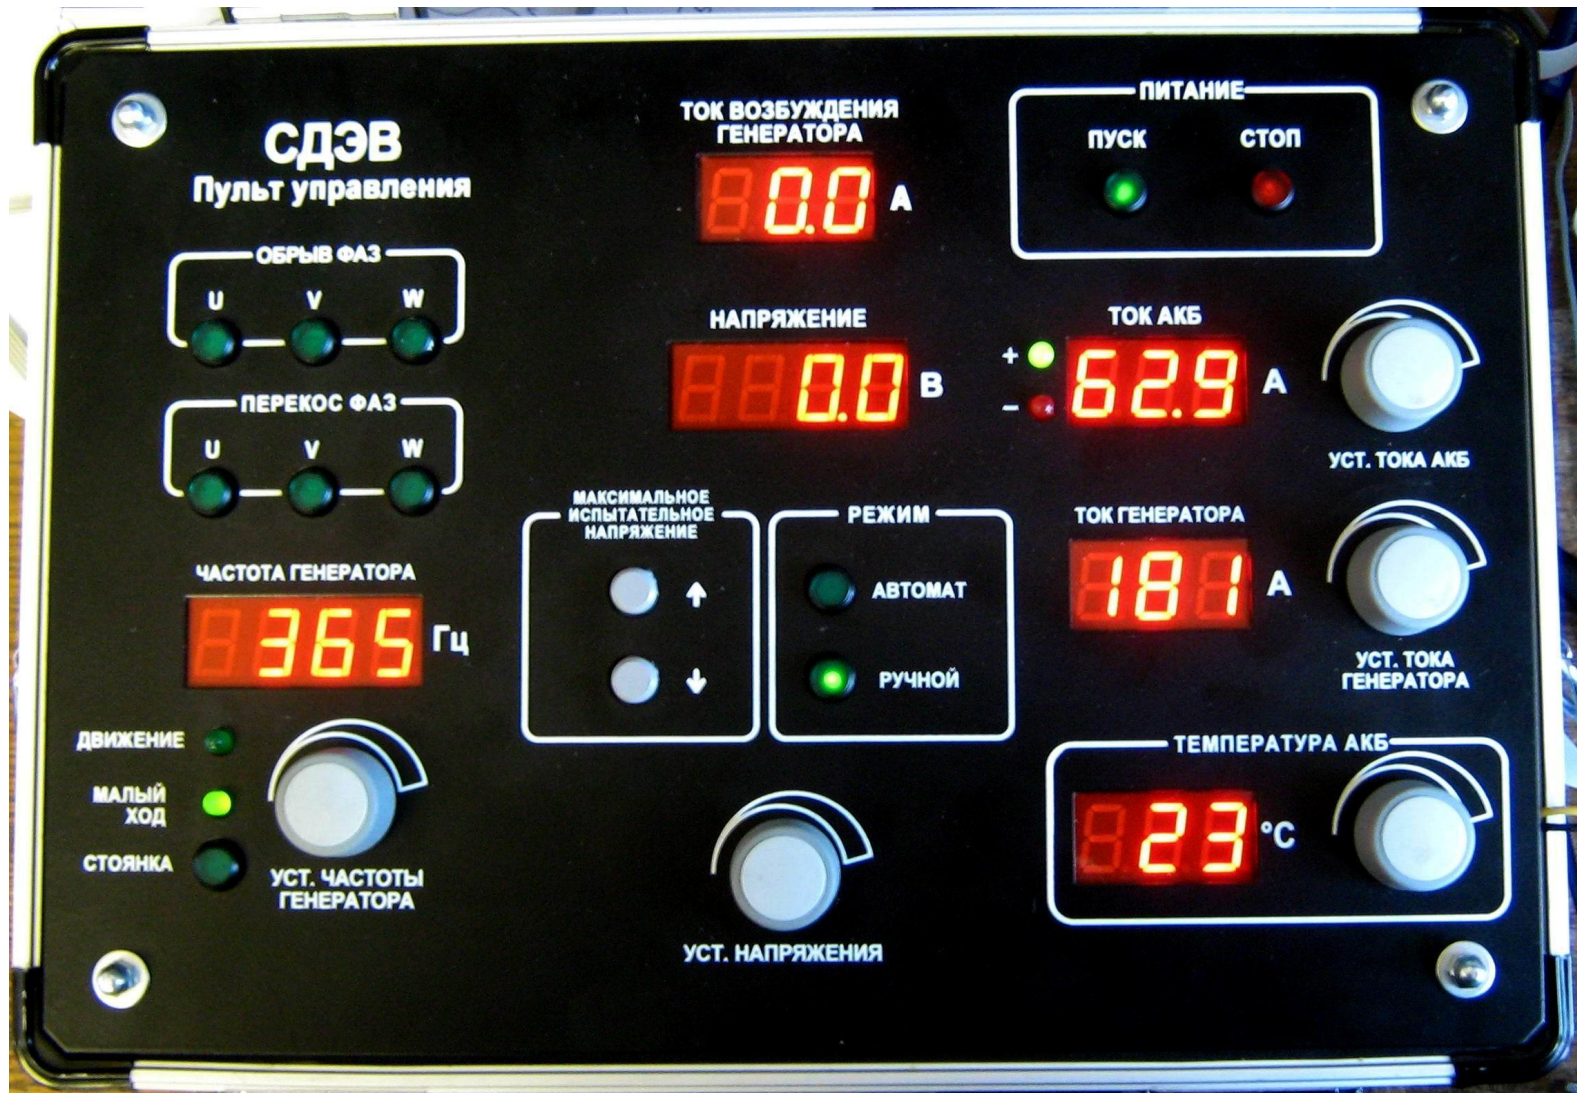 СДЭВ
Пульт управления
ОБРЫВ ФАЗ
U V W
ПЕРЕКОС ФАЗ
U V W
ЧАСТОТА ГЕНЕРАТОРА
365 Гц
ДВИЖЕНИЕ
МАЛЫЙ
ХОД
СТОЯНКА
УСТ. ЧАСТОТЫ
ГЕНЕРАТОРА
ТОК ВОЗБУЖДЕНИЯ
ГЕНЕРАТОРА
0.0 А
НАПРЯЖЕНИЕ
0.0 В
МАКСИМАЛЬНОЕ
ИСПЫТАТЕЛЬНОЕ
НАПРЯЖЕНИЕ
РЕЖИМ
АВТОМАТ
РУЧНОЙ
УСТ. НАПРЯЖЕНИЯ
ПИТАНИЕ
ПУСК СТОП
ТОК АКБ
+
−
62.9 А
УСТ. ТОКА АКБ
ТОК ГЕНЕРАТОРА
181 А
УСТ. ТОКА
ГЕНЕРАТОРА
ТЕМПЕРАТУРА АКБ
23 °С